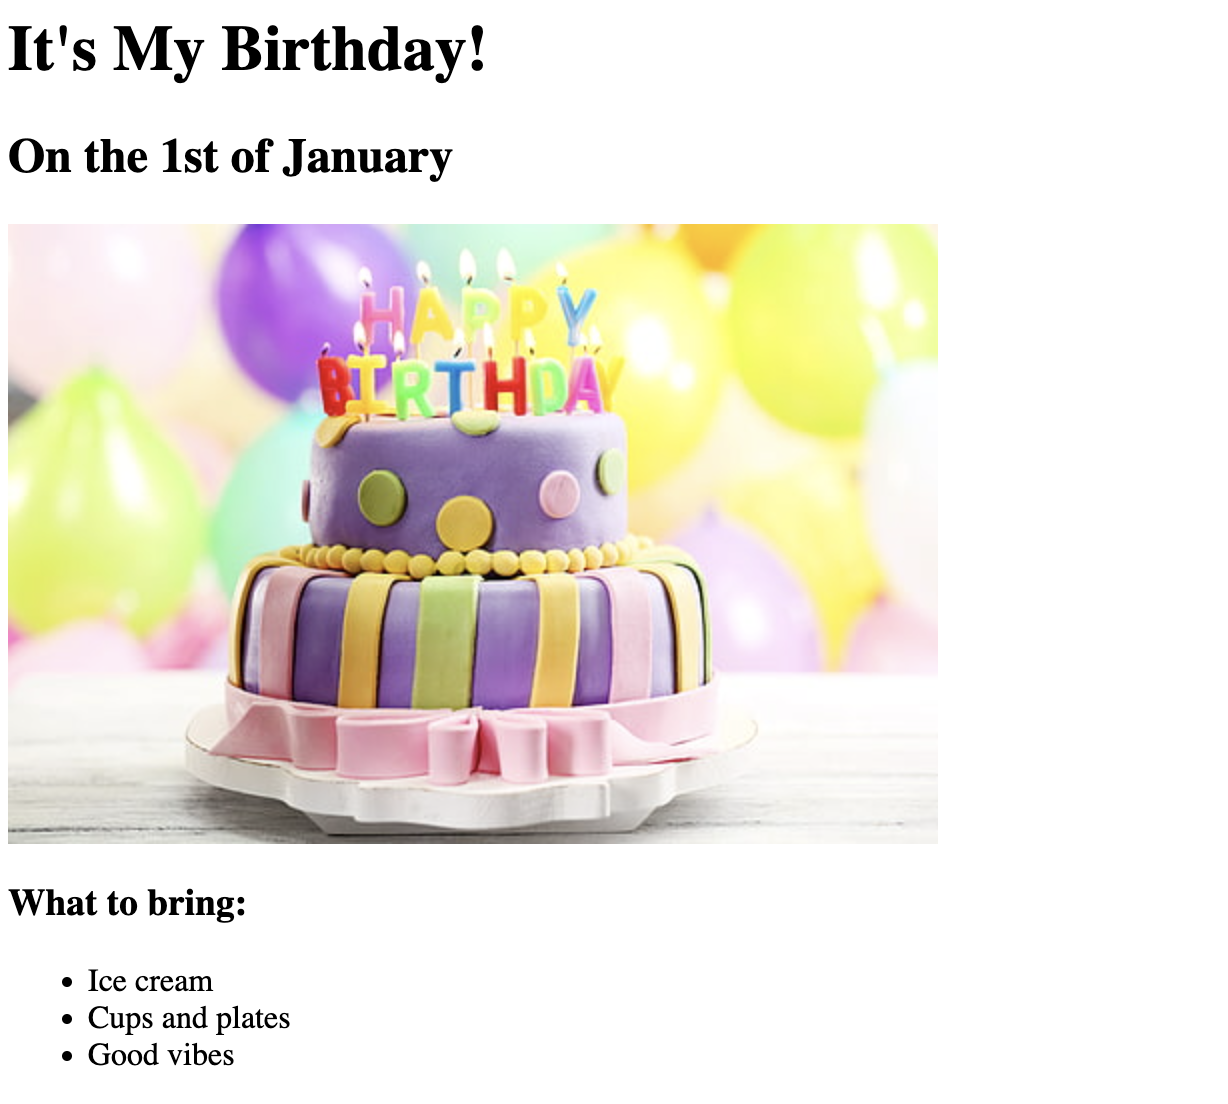 It's My Birthday!
On the 1st of January
HAPPY
BIRTHDAY
What to bring:
Ice cream
Cups and plates
Good vibes